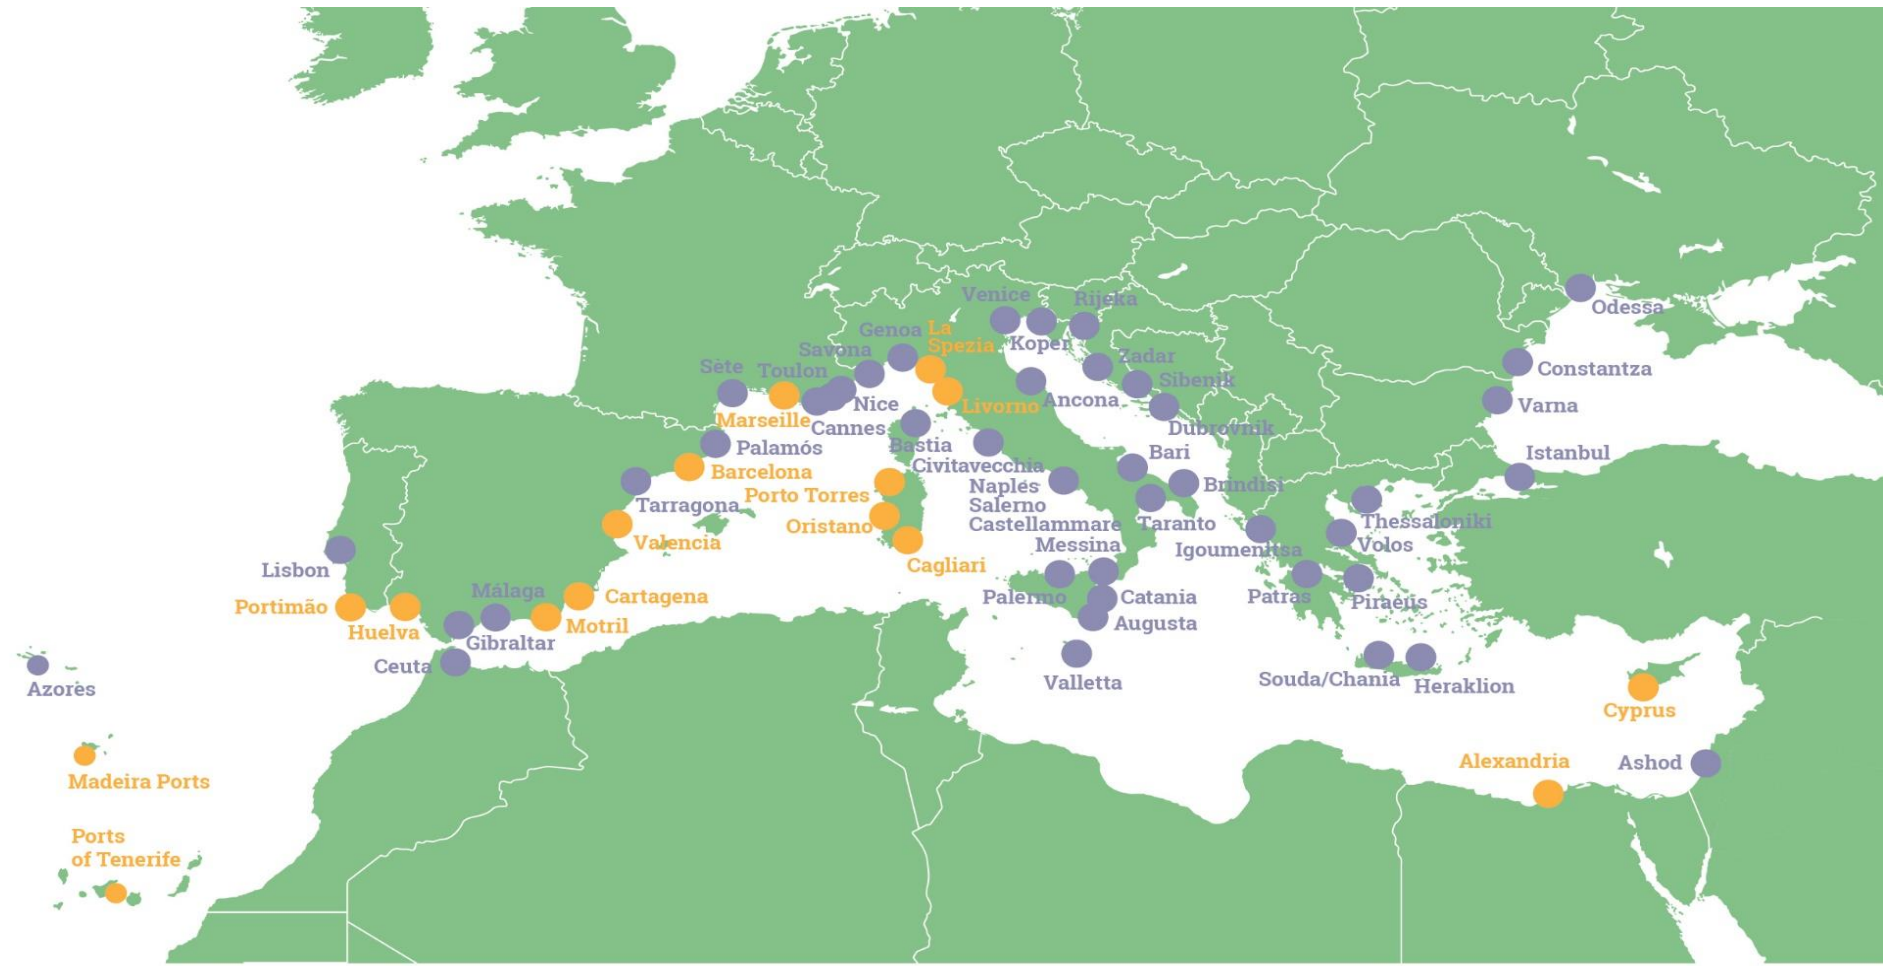 Venice
Rijeka
Odessa
Genoa
La
Spezia
Koper
Savona
Zadar
Constantza
Séte
Toulon
Sibenik
Nice
Livorno
Ancona
Varna
Marseille
Cannes
Dubrovnik
Bastia
Palamós
Bari
Istanbul
Civitavecchia
Barcelona
Porto Torres
Naplés
Brindisi
Tarragona
Salerno
Oristano
Castellammare
Taranto
Thessaloniki
Valencia
Messina
Igoumenitsa
Volos
Lisbon
Cagliari
Málaga
Cartagena
Palermo
Catania
Patras
Piraeus
Portimão
Huelva
Motril
Augusta
Gibraltar
Ceuta
Valletta
Souda/Chania
Heraklion
Azores
Cyprus
Madeira Ports
Alexandria
Ashod
Ports
of Tenerife